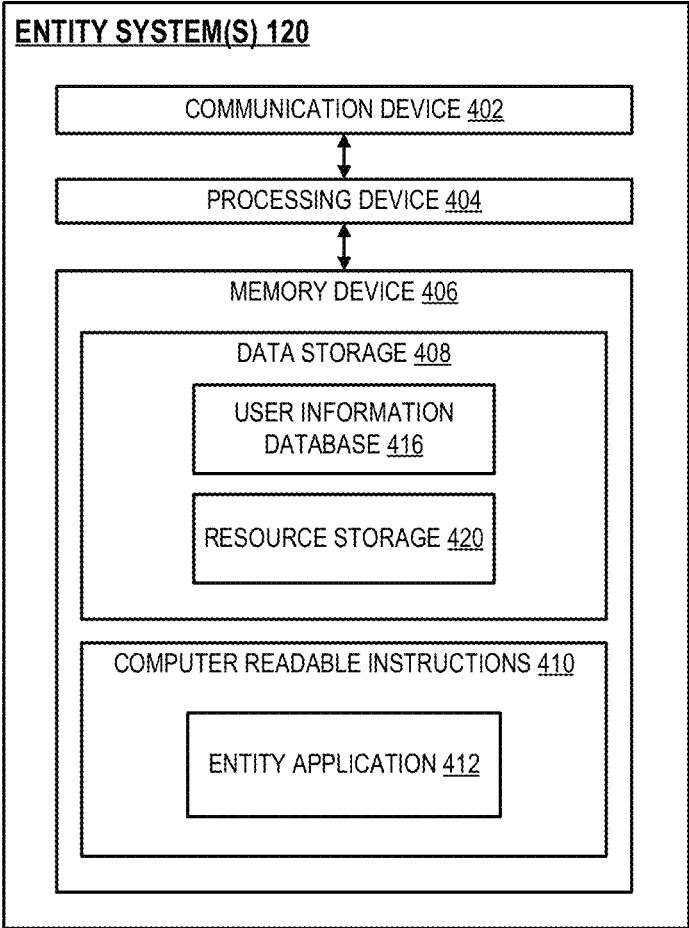 ENTITY SYSTEM(S) 120
COMMUNICATION DEVICE 402
PROCESSING DEVICE 404
MEMORY DEVICE 406
DATA STORAGE 408
USER INFORMATION
DATABASE 416
RESOURCE STORAGE 420
COMPUTER READABLE INSTRUCTIONS 410
ENTITY APPLICATION 412